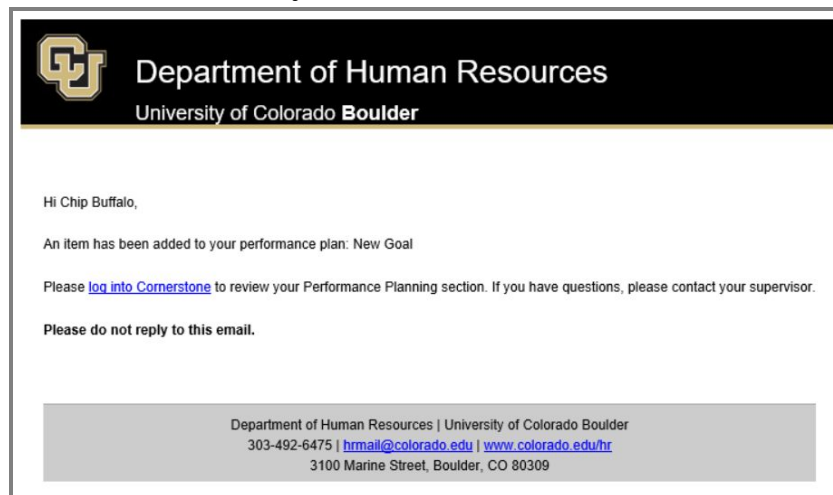 CU
Department of Human Resources
University of Colorado Boulder
Hi Chip Buffalo,
An item has been added to your performance plan: New Goal
Please log into Cornerstone to review your Performance Planning section. If you have questions, please contact your supervisor.
Please do not reply to this email.
Department of Human Resources | University of Colorado Boulder
303-492-6475 | hrmail@colorado.edu | www.colorado.edu/hr
3100 Marine Street, Boulder, CO 80309